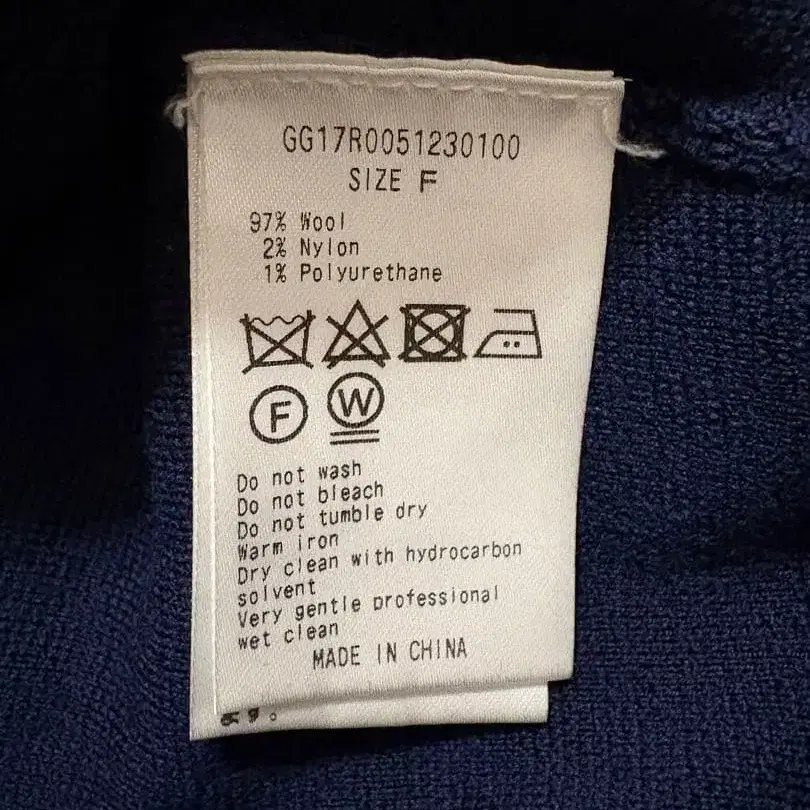 GG17R0051230100
SIZE F
97% Wool
2% Nylon
1% Polyurethane
F W
Do not wash
Do not bleach
Do not tumble dry
Warm iron
Dry clean with hydrocarbon
solvent
Very gentle professional
wet clean
MADE IN CHINA